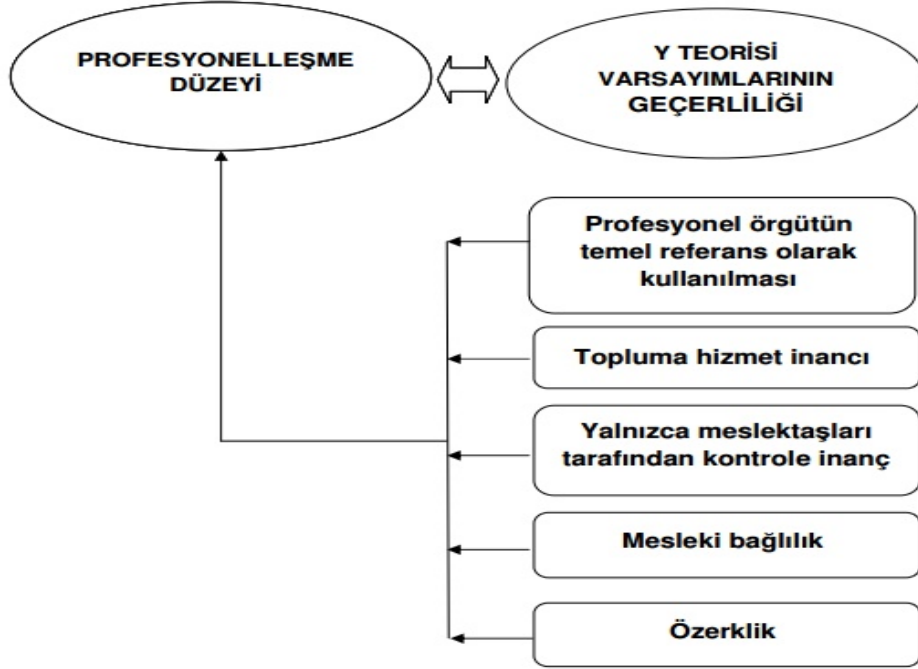 PROFESYONELLEŞME
DÜZEYİ
Y TEORİSİ
VARSAYIMLARININ
GEÇERLİLİĞİ
Profesyonel örgütün
temel referans olarak
kullanılması
Topluma hizmet inancı
Yalnızca meslektaşları
tarafından kontrole inanç
Mesleki bağlılık
Özerklik